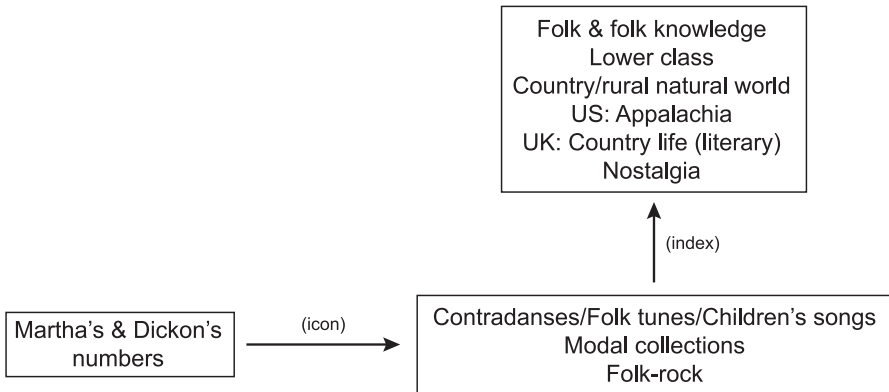 Folk & folk knowledge
Lower class
Country/rural natural world
US: Appalachia
UK: Country life (literary)
Nostalgia
(index)
Martha’s & Dickon’s
numbers
(icon)
Contradanses/Folk tunes/Children’s songs
Modal collections
Folk-rock